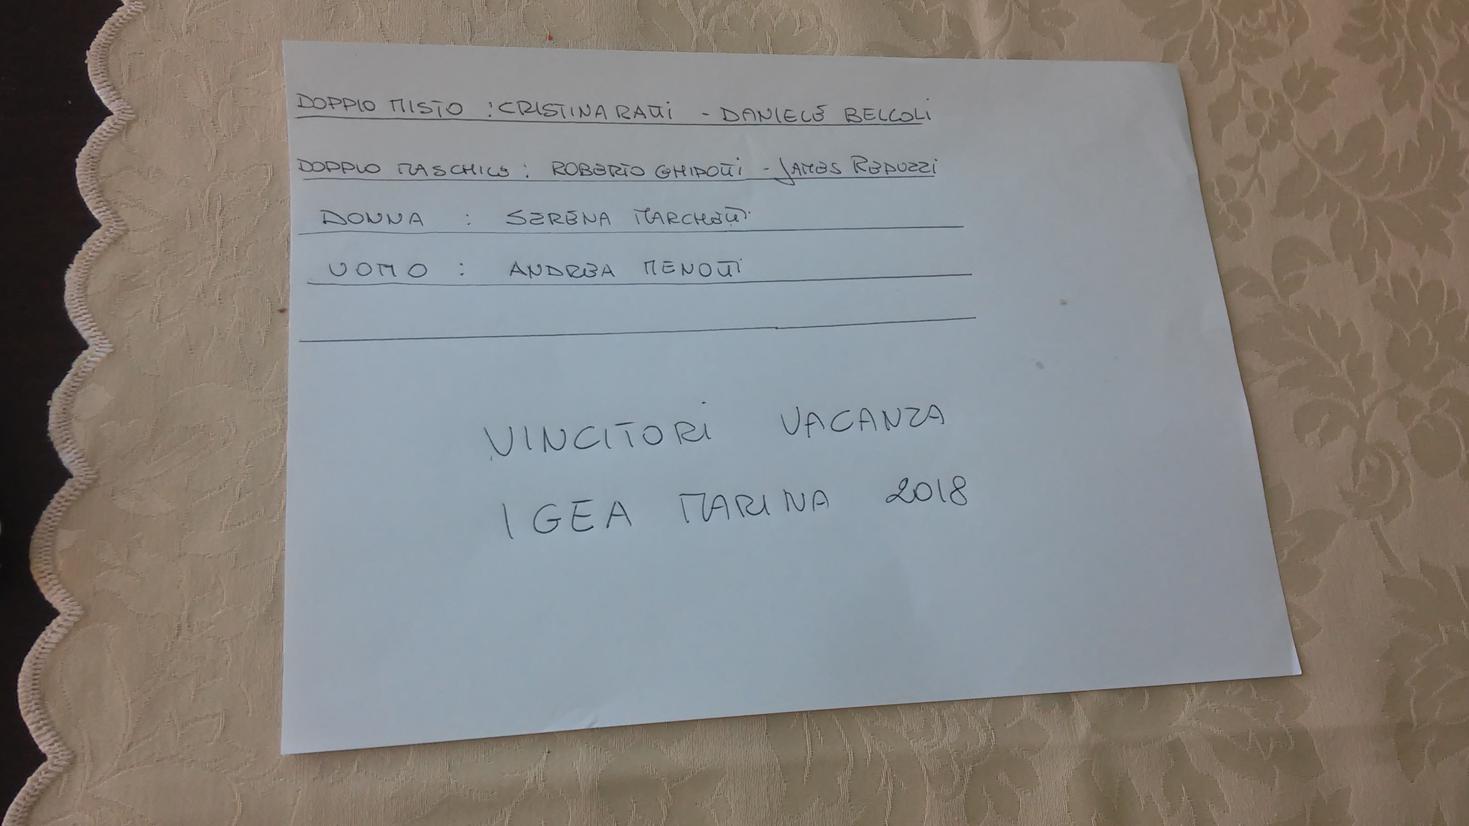 DOPPIO MISTO : CRISTINA RATTI - DANIELE BELLOLI
DOPPIO MASCHILE : ROBERTO GHIDOTTI - JAMES REDUZZI
DONNA : SERENA MARCHETTI
UOMO : ANDREA MENOTTI
VINCITORI VACANZA
IGEA MARINA 2018